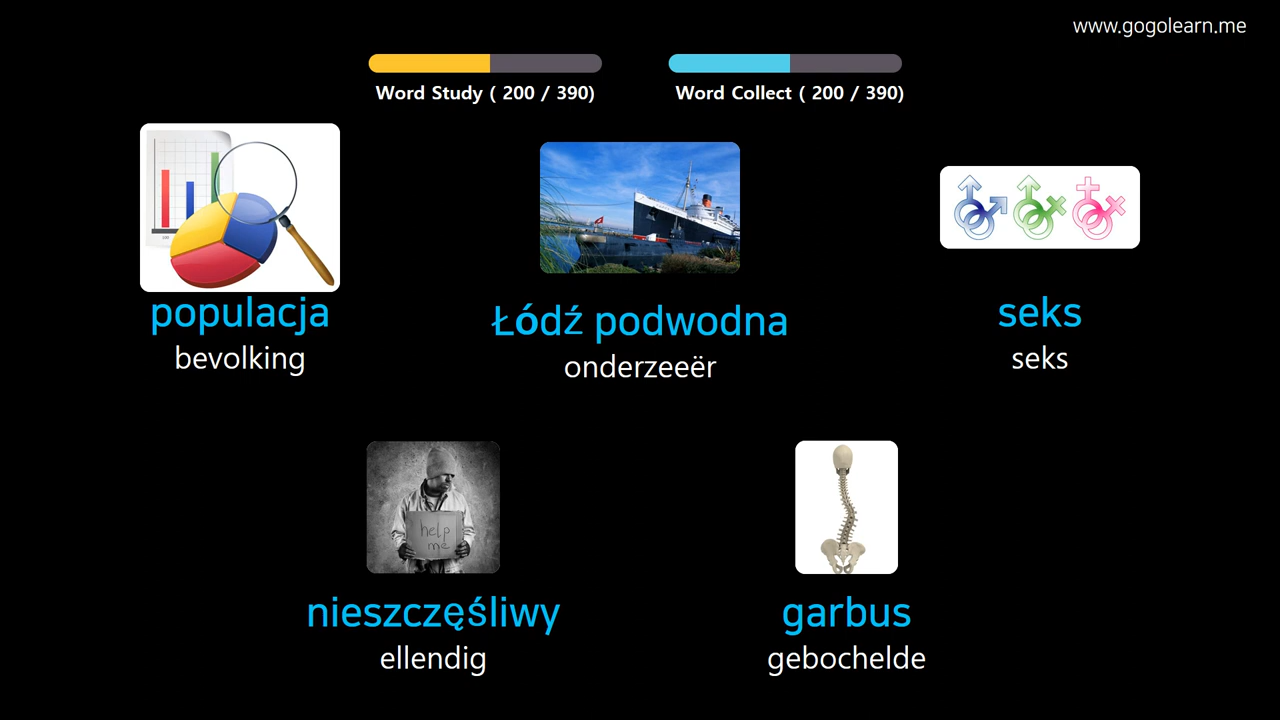 www.gogolearn.me
Word Study ( 200 / 390)
Word Collect ( 200 / 390)
populacja
bevolking
Łódź podwodna
onderzeeër
seks
seks
help
me
nieszczęśliwy
ellendig
garbus
gebochelde